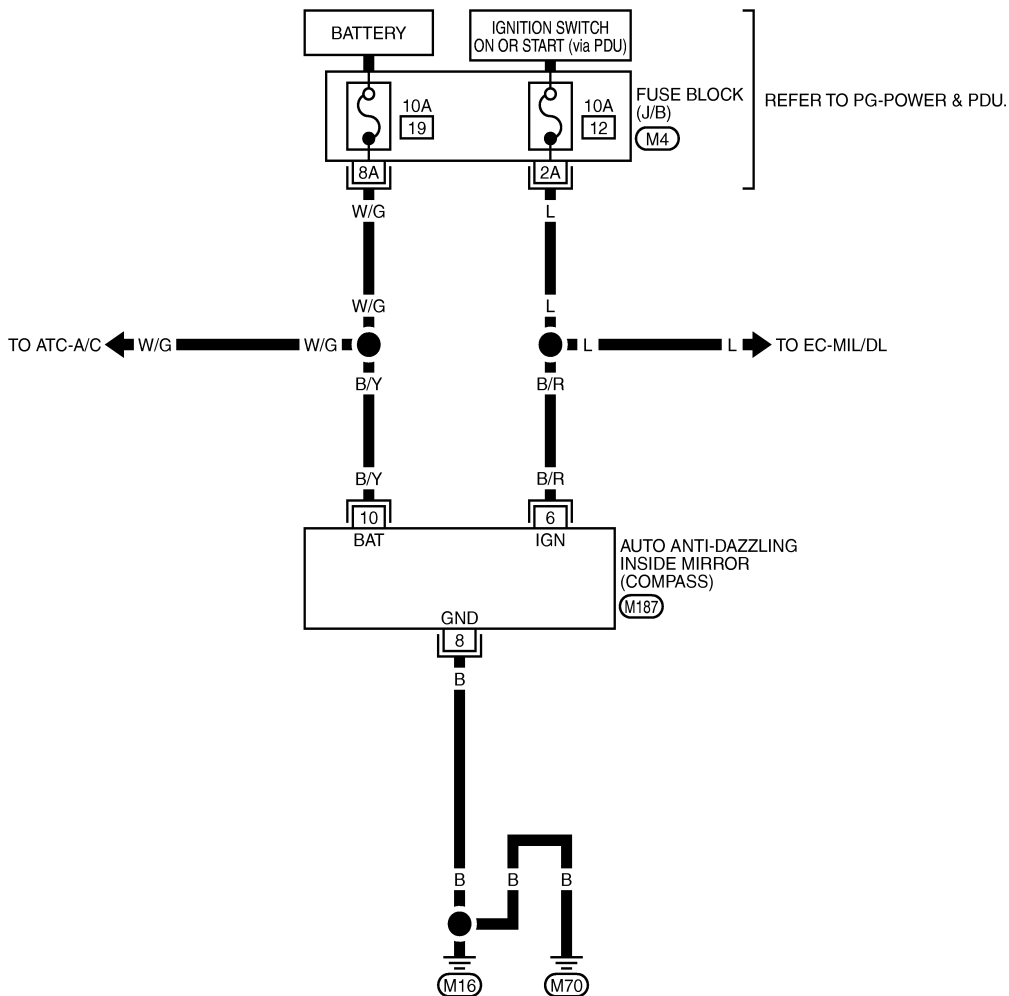 BATTERY
IGNITION SWITCH
ON OR START (via PDU)
10A
19
10A
12
FUSE BLOCK
(J/B)
M4
REFER TO PG-POWER & PDU.
8A
2A
W/G
L
W/G
L
TO ATC-A/C
W/G
W/G
L
L
TO EC-MIL/DL
B/Y
B/R
B/Y
B/R
10
6
BAT
IGN
AUTO ANTI-DAZZLING
INSIDE MIRROR
(COMPASS)
M187
GND
8
B
B
B
B
M16
M70